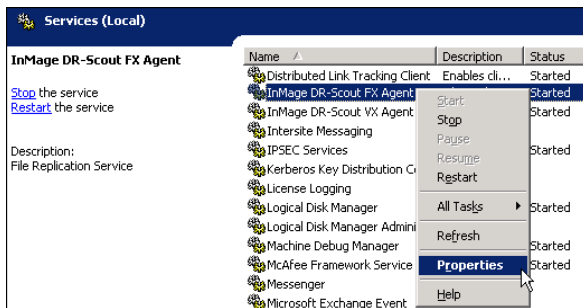 Services (Local)
InMage DR-Scout FX Agent
Stop the service
Restart the service
Description:
File Replication Service
Name Description Status
Distributed Link Tracking Client Enables cli... Started
InMage DR-Scout FX Agent Started
InMage DR-Scout VX Agent Started
Intersite Messaging
IPSEC Services Started
Kerberos Key Distribution C
License Logging
Logical Disk Manager Started
Logical Disk Manager Admini
Machine Debug Manager Started
McAfee Framework Service Started
Messenger
Microsoft Exchange Event
Start
Stop
Pause
Resume
Restart
All Tasks
Refresh
Properties
Help